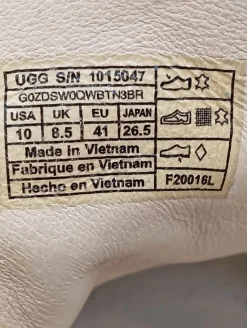 UGG S/N 1015047
G0ZDSW0QWBTN3BR
USA UK EU JAPAN
10 8.5 41 26.5
Made in Vietnam
Fabrique en Vietnam
Hecho en Vietnam
F20016L